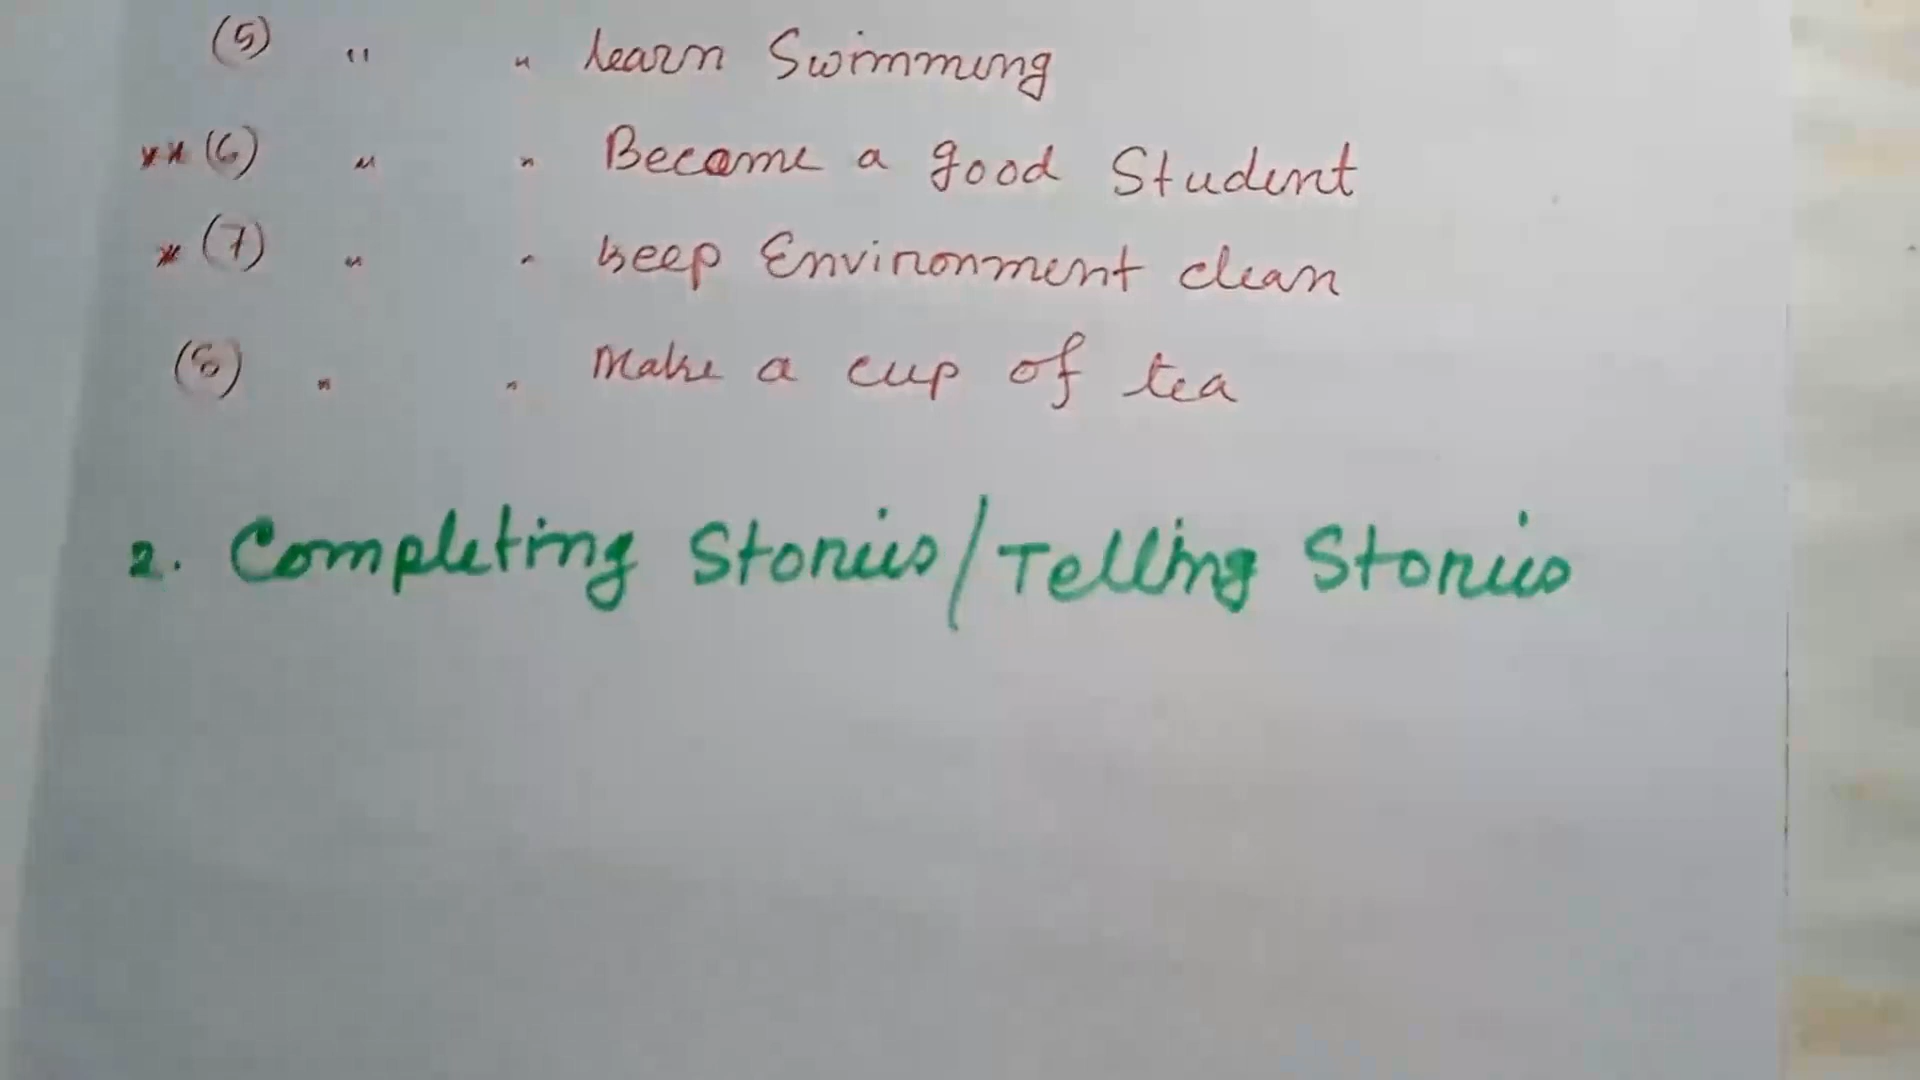 (5) " " learn Swimming
** (6) " " Become a good Student
* (7) " " keep Environment clean
(8) " " Make a cup of tea
2. Completing Stories/Telling Stories